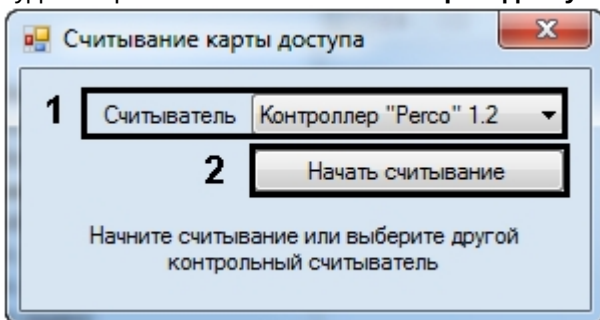 Считывание карты доступа
1 Считыватель Контроллер "Perco" 1.2
2 Начать считывание
Начните считывание или выберите другой
контрольный считыватель